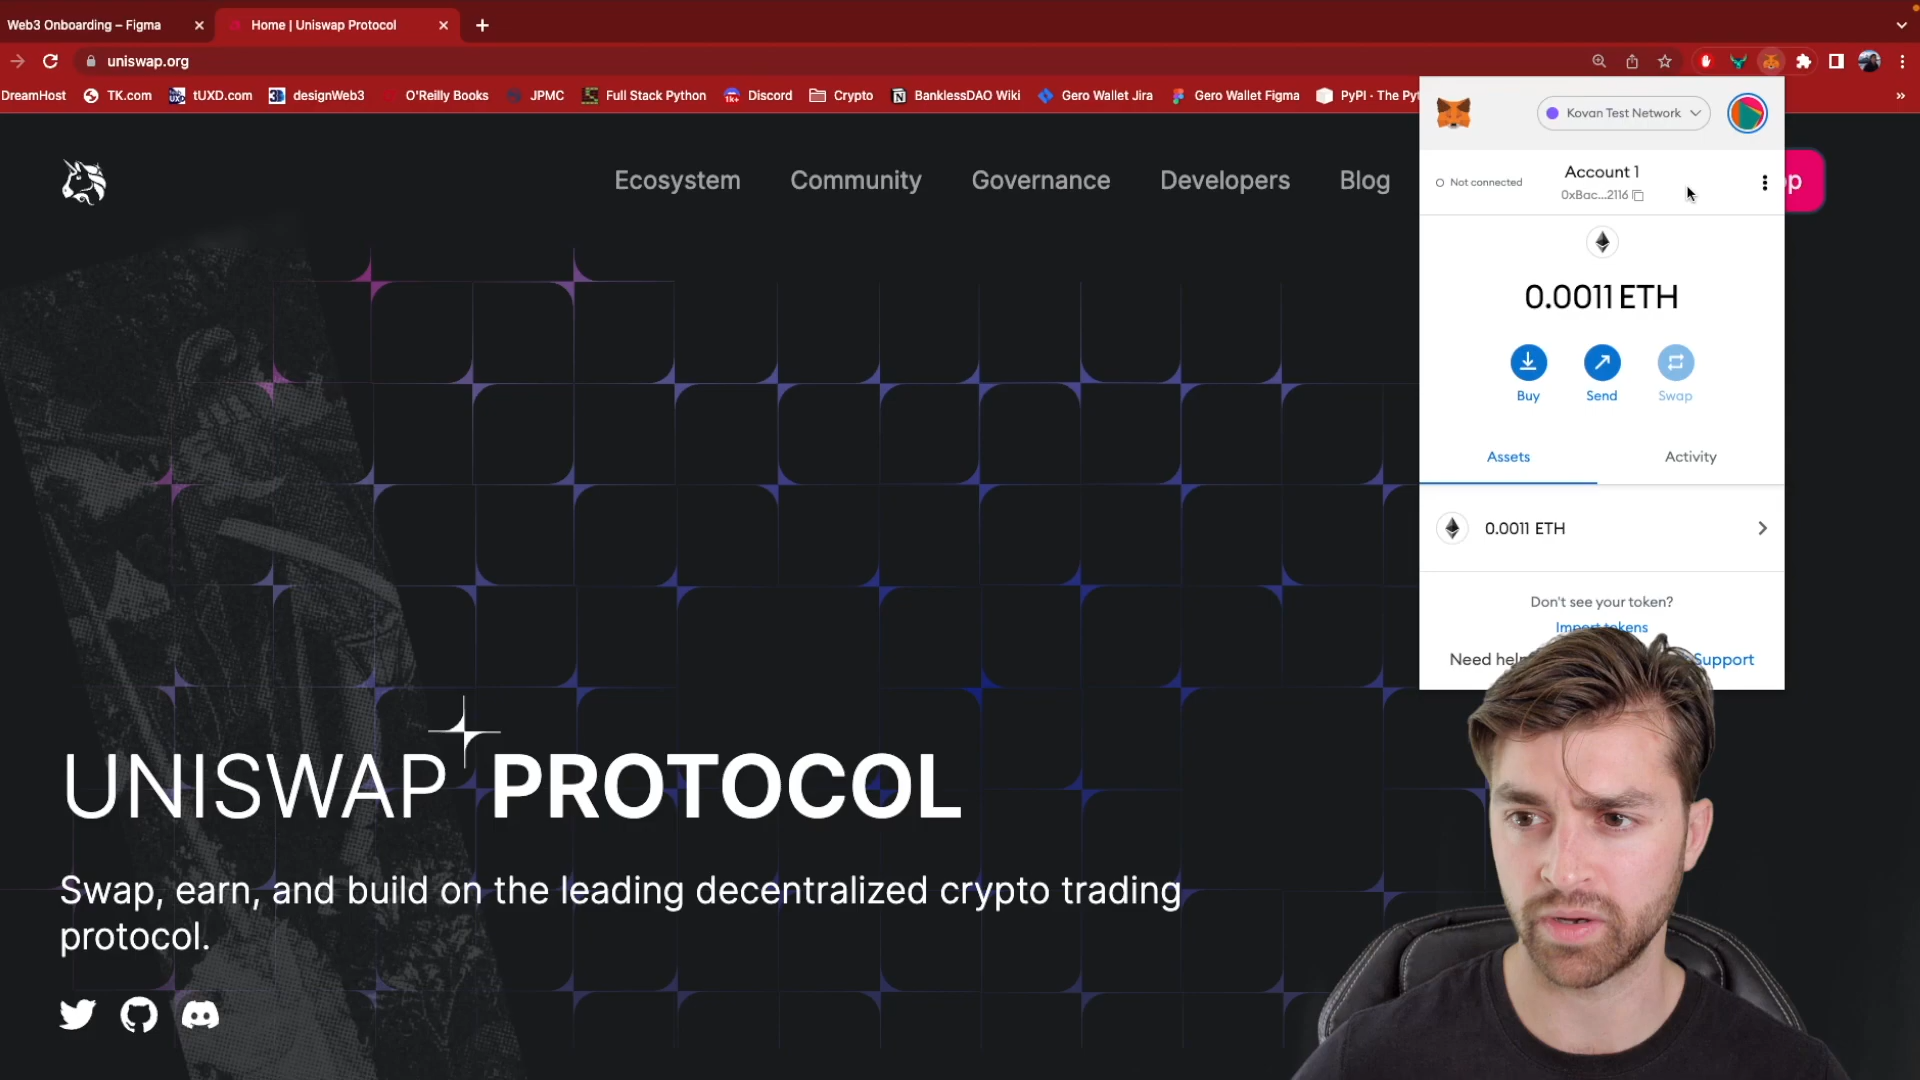 Web3 Onboarding – Figma
Home | Uniswap Protocol
uniswap.org
DreamHost
TK.com
tUXD.com
designWeb3
O'Reilly Books
JPMC
Full Stack Python
Discord
Crypto
BanklessDAO Wiki
Gero Wallet Jira
Gero Wallet Figma
PyPI · The Py
Ecosystem
Community
Governance
Developers
Blog
Kovan Test Network
Not connected
Account 1
0xBac...2116
0.0011 ETH
Buy
Send
Swap
Assets
Activity
0.0011 ETH
Don't see your token?
Import tokens
Need help
Support
UNISWAP PROTOCOL
Swap, earn, and build on the leading decentralized crypto trading
protocol.